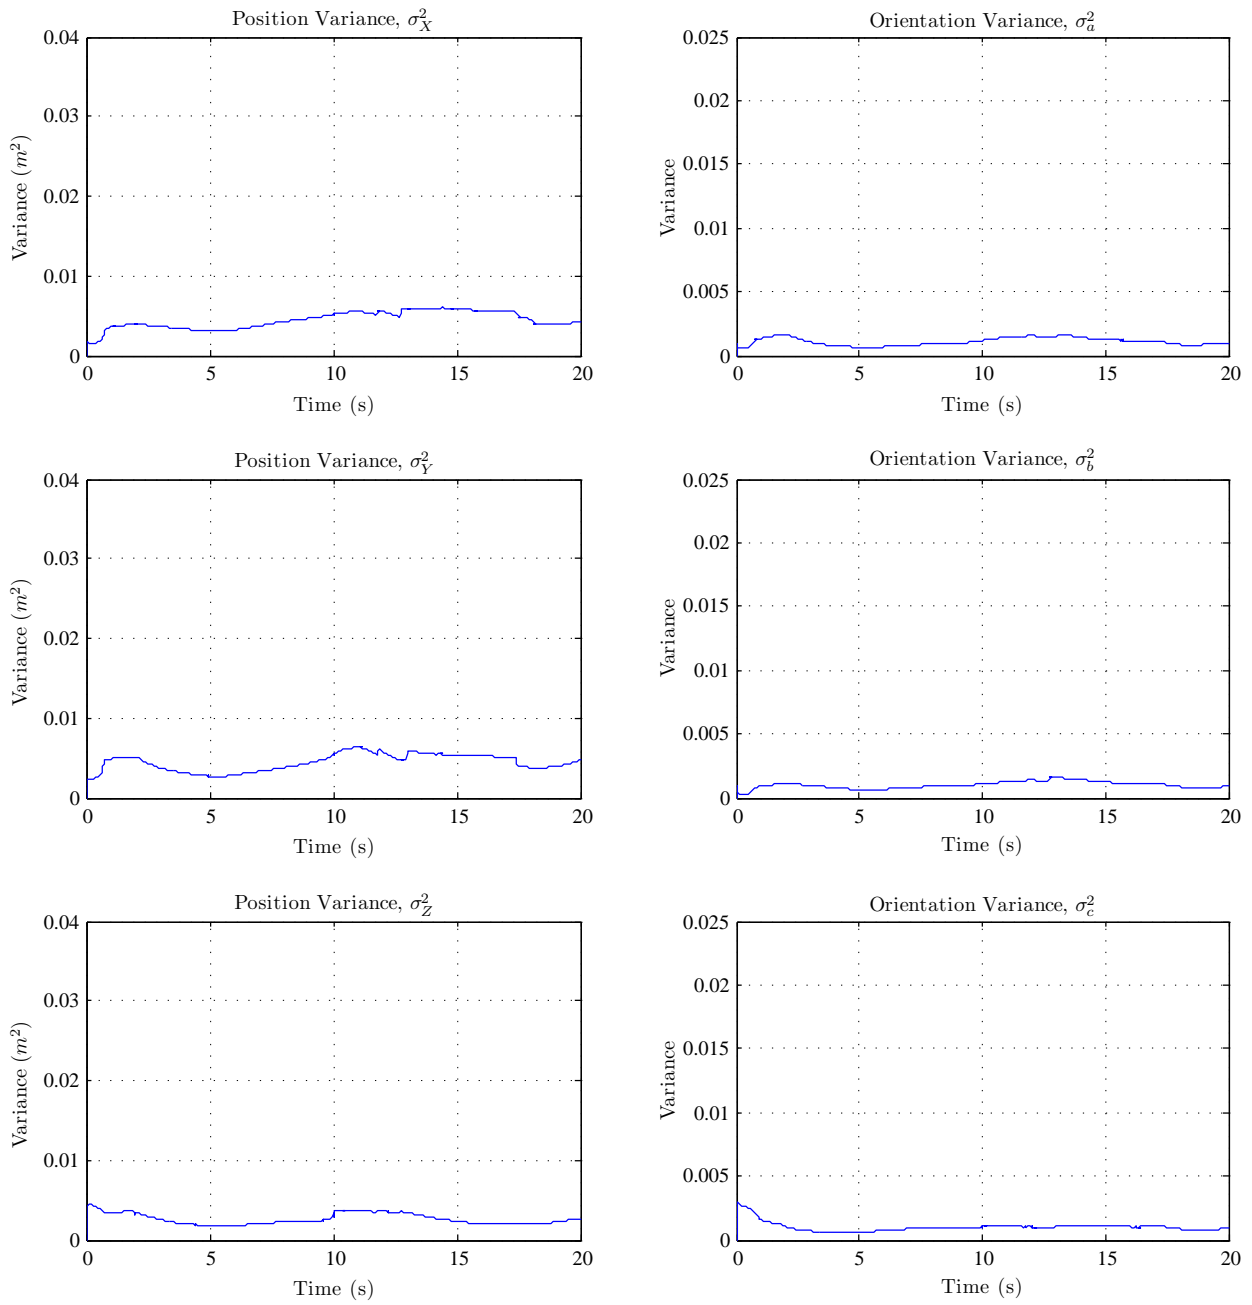 Position Variance, σ²_X
0.04
0.03
0.02
0.01
0
Variance (m²)
0 5 10 15 20
Time (s)
Orientation Variance, σ²_a
0.025
0.02
0.015
0.01
0.005
0
Variance
0 5 10 15 20
Time (s)
Position Variance, σ²_Y
0.04
0.03
0.02
0.01
0
Variance (m²)
0 5 10 15 20
Time (s)
Orientation Variance, σ²_b
0.025
0.02
0.015
0.01
0.005
0
Variance
0 5 10 15 20
Time (s)
Position Variance, σ²_Z
0.04
0.03
0.02
0.01
0
Variance (m²)
0 5 10 15 20
Time (s)
Orientation Variance, σ²_c
0.025
0.02
0.015
0.01
0.005
0
Variance
0 5 10 15 20
Time (s)